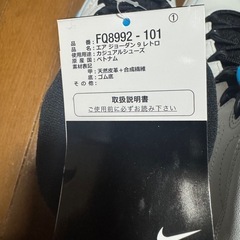 ①
品番：FQ8992 - 101
品名：エア ジョーダン 9 レトロ
使用用途：カジュアルシューズ
原産国：ベトナム
素材表記
甲：天然皮革＋合成繊維
底：ゴム底
その他：
取扱説明書
ご使用前に必ずお読み下さい